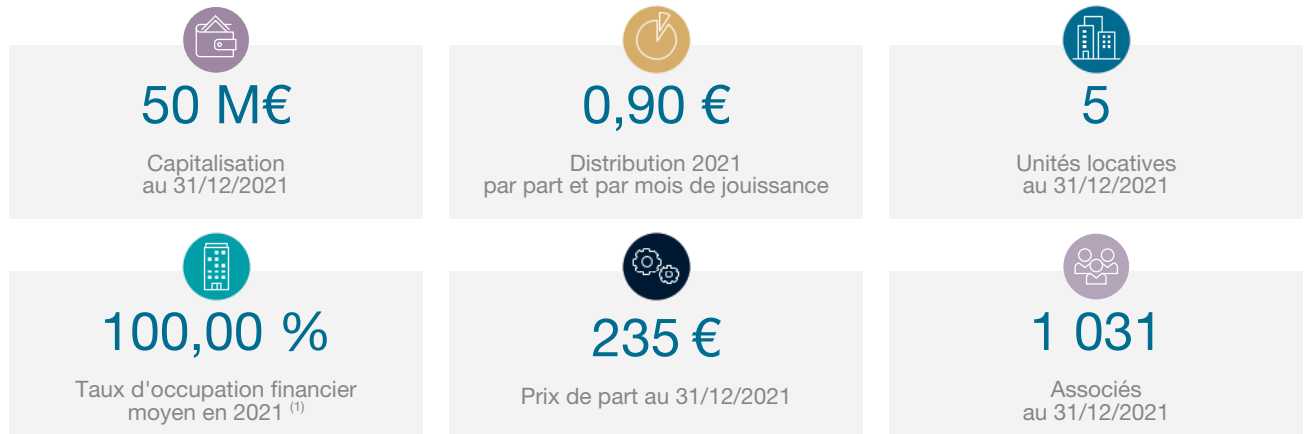 50 M€
Capitalisation
au 31/12/2021
0,90 €
Distribution 2021
par part et par mois de jouissance
5
Unités locatives
au 31/12/2021
100,00 %
Taux d'occupation financier
moyen en 2021 (1)
235 €
Prix de part au 31/12/2021
1 031
Associés
au 31/12/2021